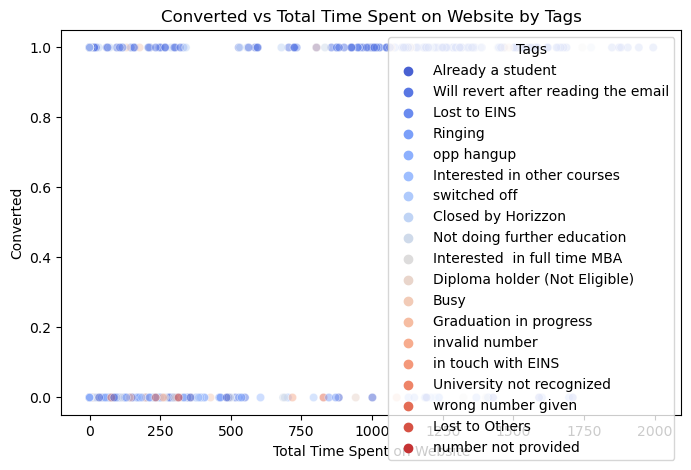 Converted vs Total Time Spent on Website by Tags
1.0
0.8
0.6
0.4
0.2
0.0
Converted
0
250
500
750
1000
1250
1500
1750
2000
Total Time Spent on Website
Tags
Already a student
Will revert after reading the email
Lost to EINS
Ringing
opp hangup
Interested in other courses
switched off
Closed by Horizzon
Not doing further education
Interested  in full time MBA
Diploma holder (Not Eligible)
Busy
Graduation in progress
invalid number
in touch with EINS
University not recognized
wrong number given
Lost to Others
number not provided